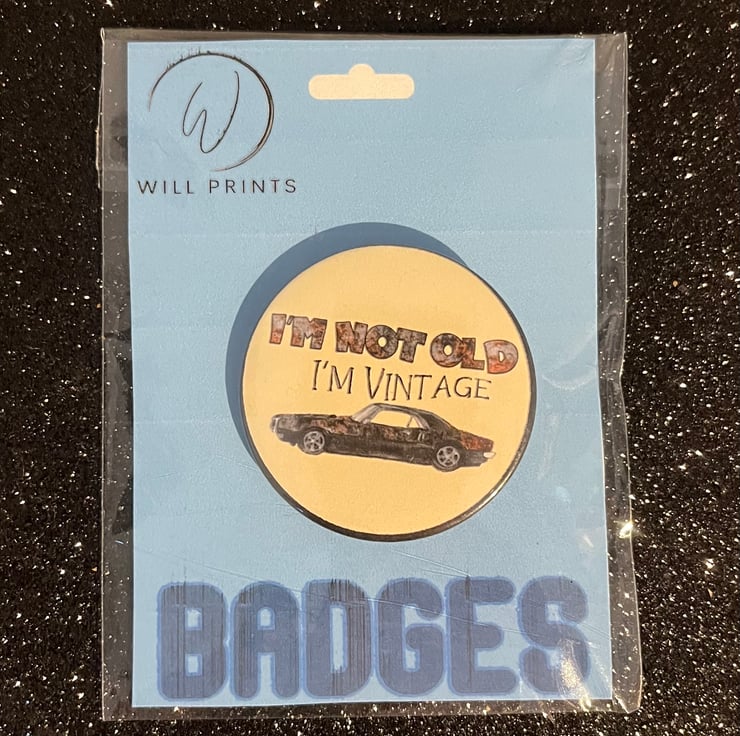 W
WILL PRINTS
I'M NOT OLD
I'M VINTAGE
BADGES